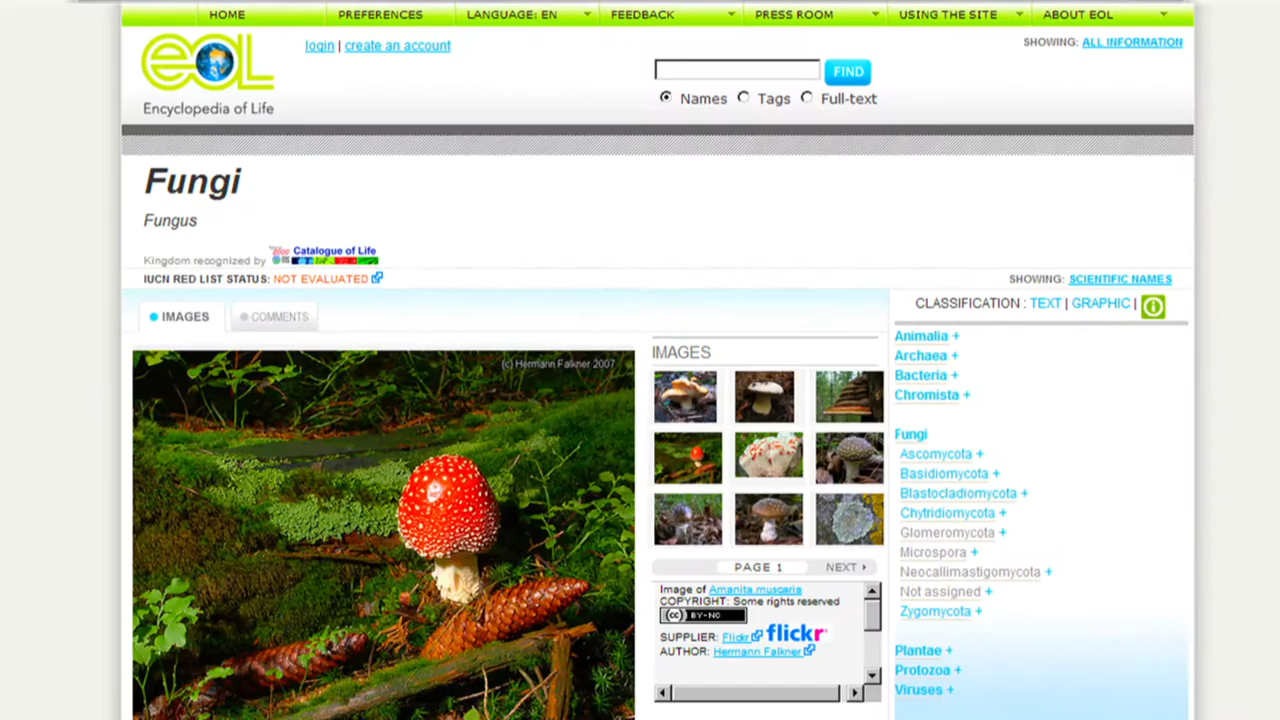 HOME PREFERENCES LANGUAGE: EN FEEDBACK PRESS ROOM USING THE SITE ABOUT EOL
login | create an account
SHOWING: ALL INFORMATION
eOL
Encyclopedia of Life
FIND
Names Tags Full-text
Fungi
Fungus
Kingdom recognized by Catalogue of Life
IUCN RED LIST STATUS: NOT EVALUATED
SHOWING: SCIENTIFIC NAMES
IMAGES COMMENTS
CLASSIFICATION : TEXT | GRAPHIC |
(c) Hermann Falkner 2007
IMAGES
PAGE 1 NEXT
Image of Amanita muscaria
COPYRIGHT: Some rights reserved
(cc) BY-NC
SUPPLIER: Flickr flickr
AUTHOR: Hermann Falkner
Animalia +
Archaea +
Bacteria +
Chromista +
Fungi
Ascomycota +
Basidiomycota +
Blastocladiomycota +
Chytridiomycota +
Glomeromycota +
Microspora +
Neocallimastigomycota +
Not assigned +
Zygomycota +
Plantae +
Protozoa +
Viruses +